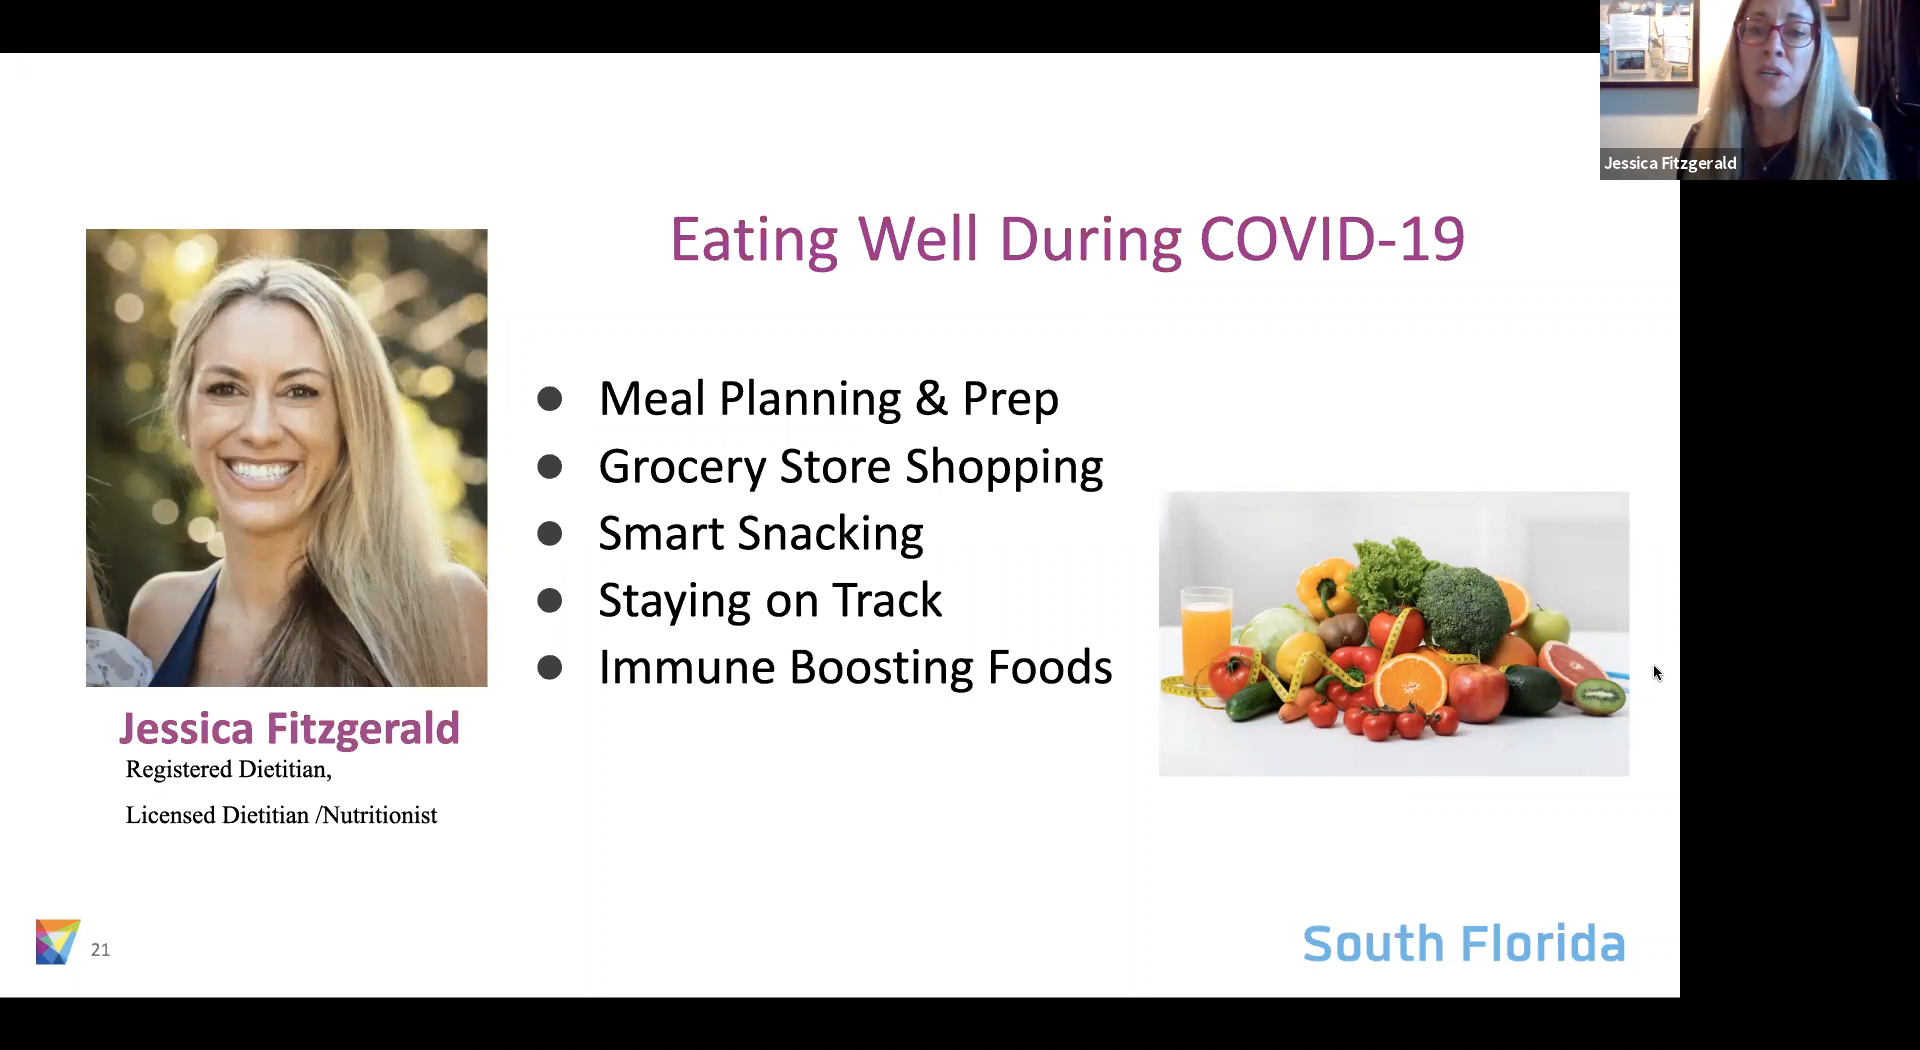 Jessica Fitzgerald
Eating Well During COVID-19
● Meal Planning & Prep
● Grocery Store Shopping
● Smart Snacking
● Staying on Track
● Immune Boosting Foods
Jessica Fitzgerald
Registered Dietitian,
Licensed Dietitian /Nutritionist
21
South Florida